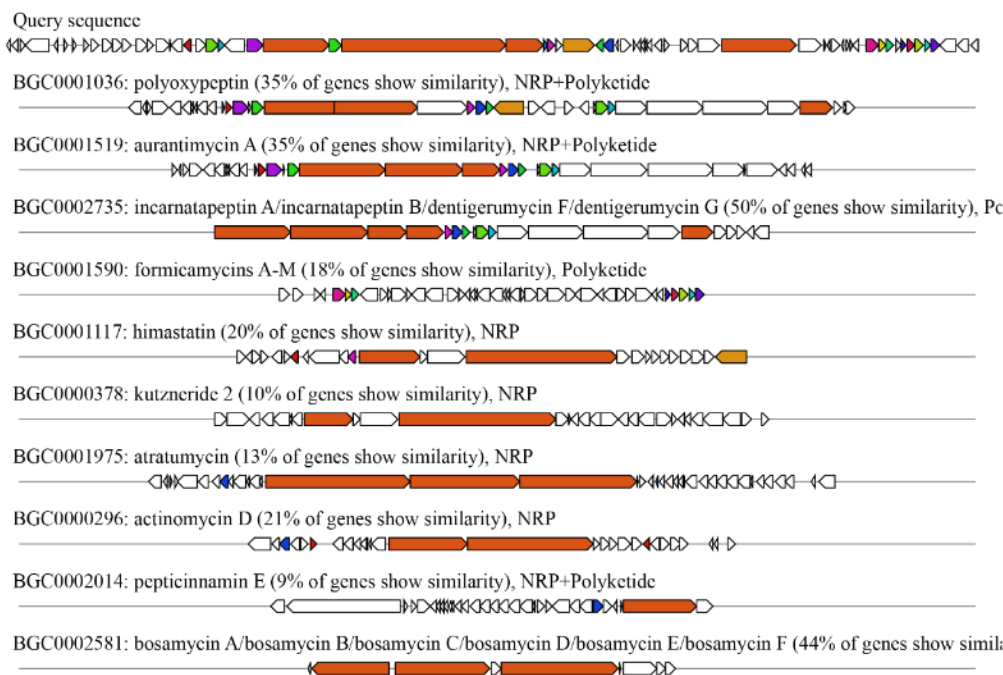 Query sequence
BGC0001036: polyoxypeptin (35% of genes show similarity), NRP+Polyketide
BGC0001519: aurantimycin A (35% of genes show similarity), NRP+Polyketide
BGC0002735: incarnatapeptin A/incarnatapeptin B/dentigerumycin F/dentigerumycin G (50% of genes show similarity), Po
BGC0001590: formicamycins A-M (18% of genes show similarity), Polyketide
BGC0001117: himastatin (20% of genes show similarity), NRP
BGC0000378: kutzneride 2 (10% of genes show similarity), NRP
BGC0001975: atratumycin (13% of genes show similarity), NRP
BGC0000296: actinomycin D (21% of genes show similarity), NRP
BGC0002014: pepticinnamin E (9% of genes show similarity), NRP+Polyketide
BGC0002581: bosamycin A/bosamycin B/bosamycin C/bosamycin D/bosamycin E/bosamycin F (44% of genes show simila